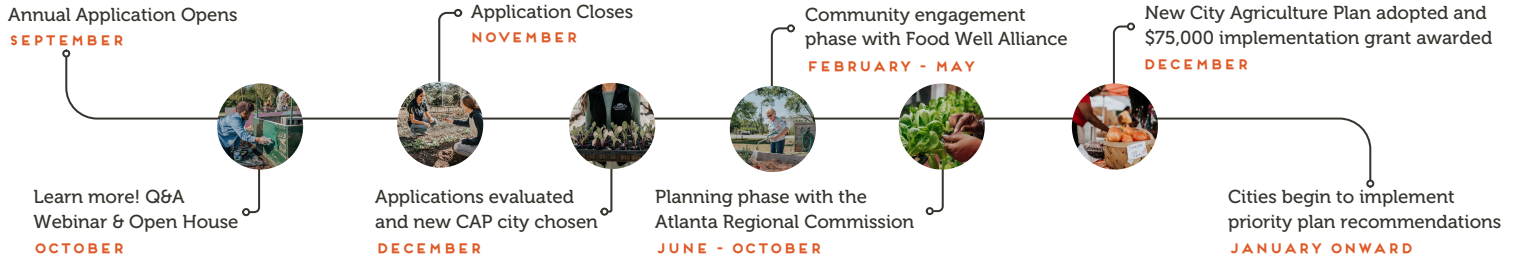 Annual Application Opens
SEPTEMBER
Learn more! Q&A
Webinar & Open House
OCTOBER
Application Closes
NOVEMBER
Applications evaluated
and new CAP city chosen
DECEMBER
Community engagement
phase with Food Well Alliance
FEBRUARY - MAY
Planning phase with the
Atlanta Regional Commission
JUNE - OCTOBER
New City Agriculture Plan adopted and
$75,000 implementation grant awarded
DECEMBER
Cities begin to implement
priority plan recommendations
JANUARY ONWARD